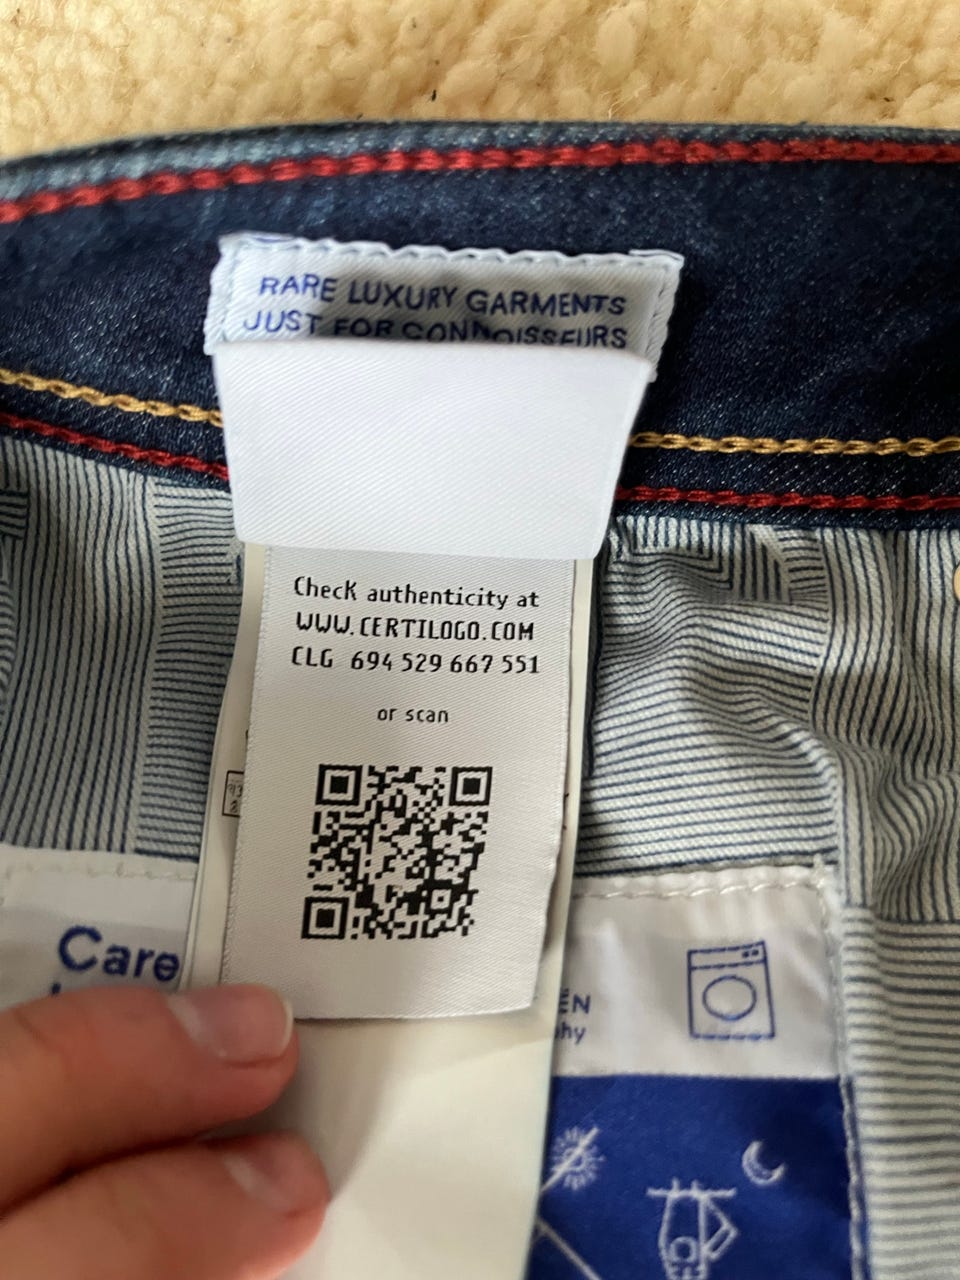 RARE LUXURY GARMENTS
JUST FOR CONNOISSEURS
Check authenticity at
WWW.CERTILOGO.COM
CLG 694 529 667 551
or scan
Care